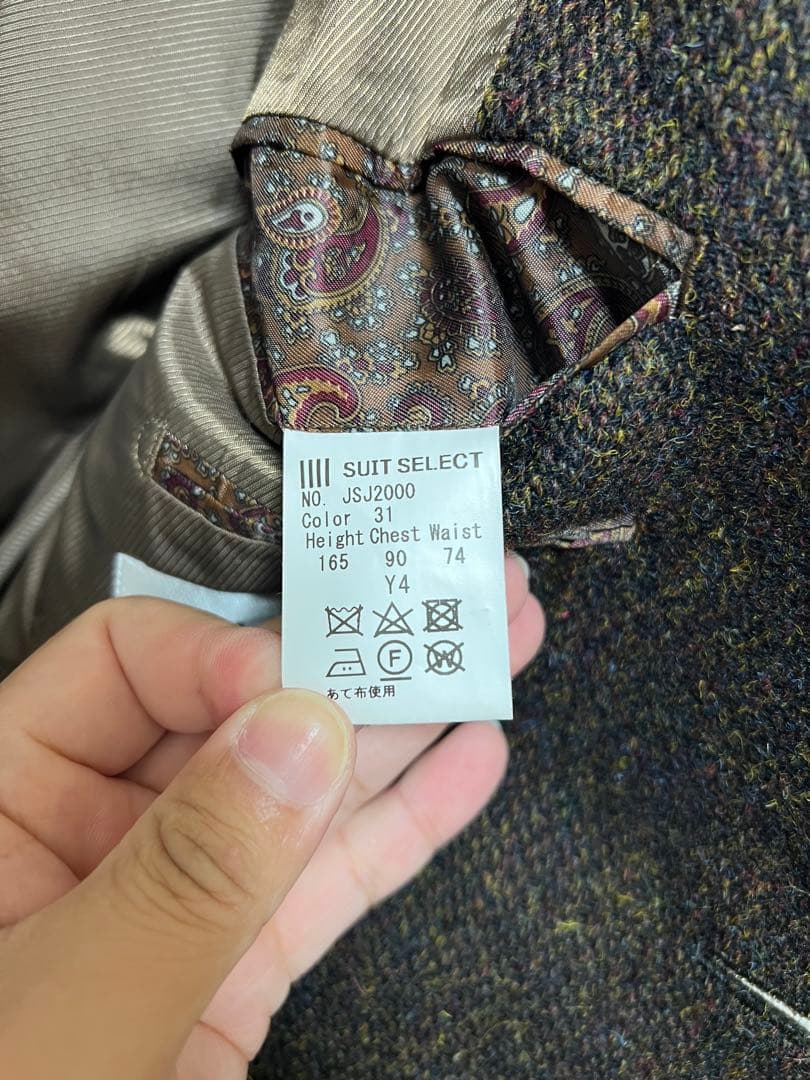 SUIT SELECT
NO. JSJ2000
Color 31
Height Chest Waist
165 90 74
Y4
F
W
あて布使用